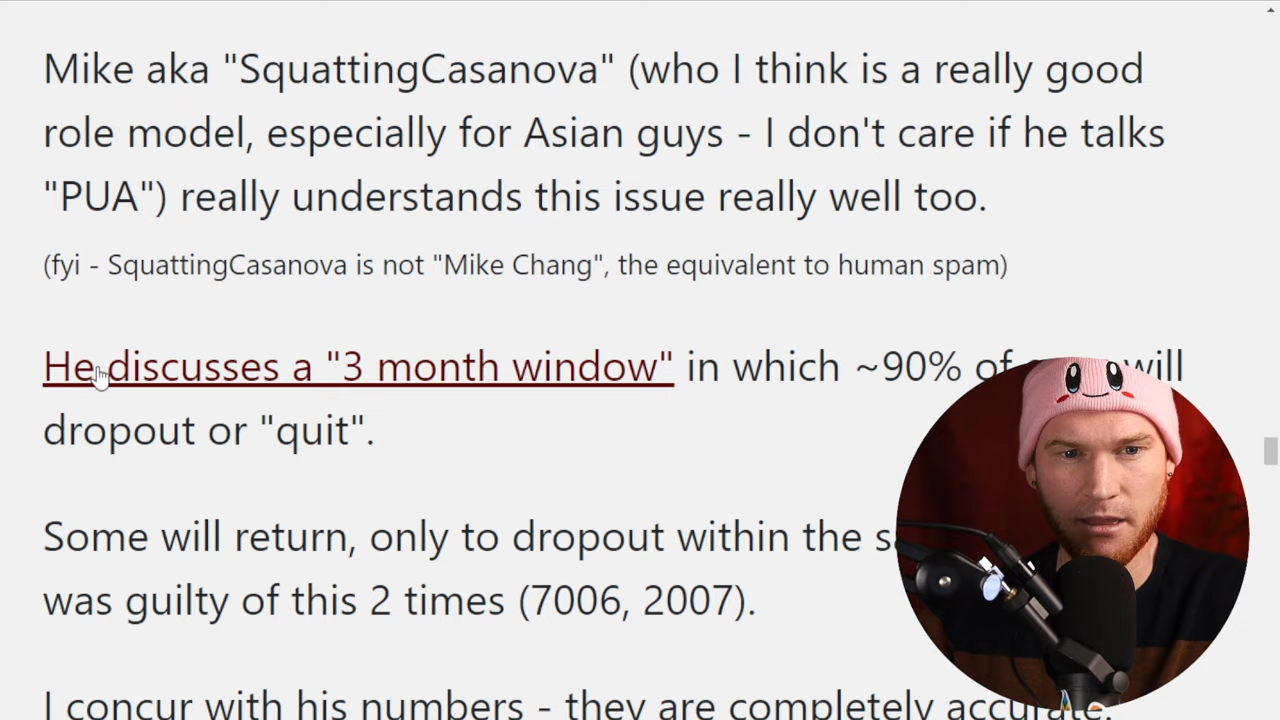 Mike aka "SquattingCasanova" (who I think is a really good
role model, especially for Asian guys - I don't care if he talks
"PUA") really understands this issue really well too.
(fyi - SquattingCasanova is not "Mike Chang", the equivalent to human spam)
He discusses a "3 month window" in which ~90% of will
dropout or "quit".
Some will return, only to dropout within the
was guilty of this 2 times (7006, 2007).
I concur with his numbers - they are completely accurate.